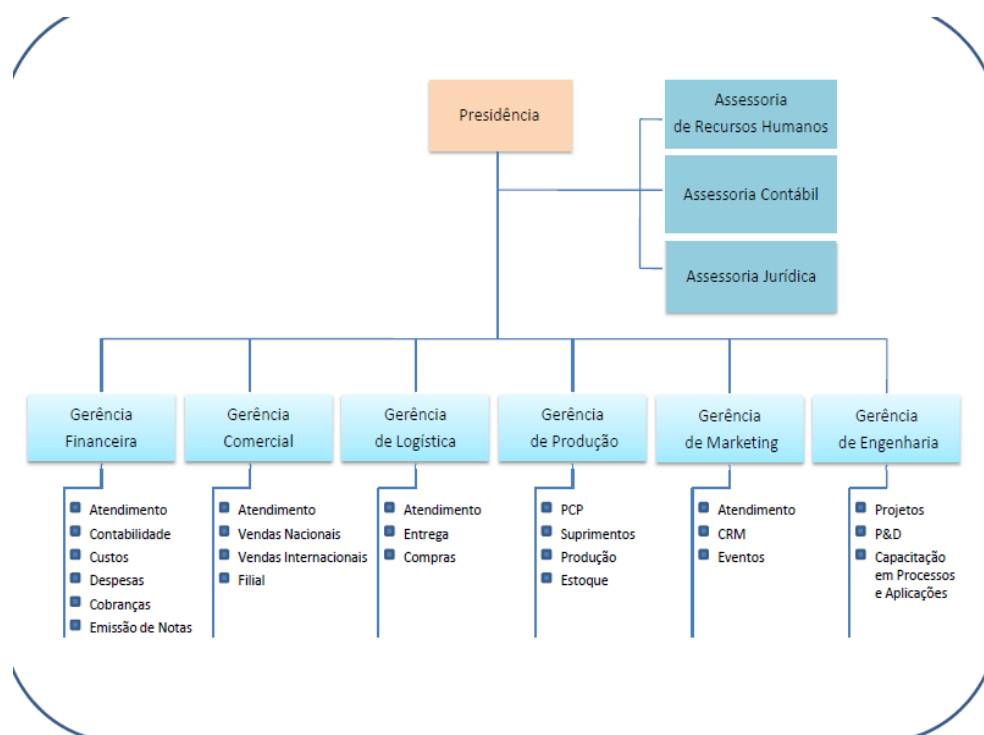 Presidência
Assessoria
de Recursos Humanos
Assessoria Contábil
Assessoria Jurídica
Gerência
Financeira
Gerência
Comercial
Gerência
de Logística
Gerência
de Produção
Gerência
de Marketing
Gerência
de Engenharia
Atendimento
Contabilidade
Custos
Despesas
Cobranças
Emissão de Notas
Atendimento
Vendas Nacionais
Vendas Internacionais
Filial
Atendimento
Entrega
Compras
PCP
Suprimentos
Produção
Estoque
Atendimento
CRM
Eventos
Projetos
P&D
Capacitação
em Processos
e Aplicações